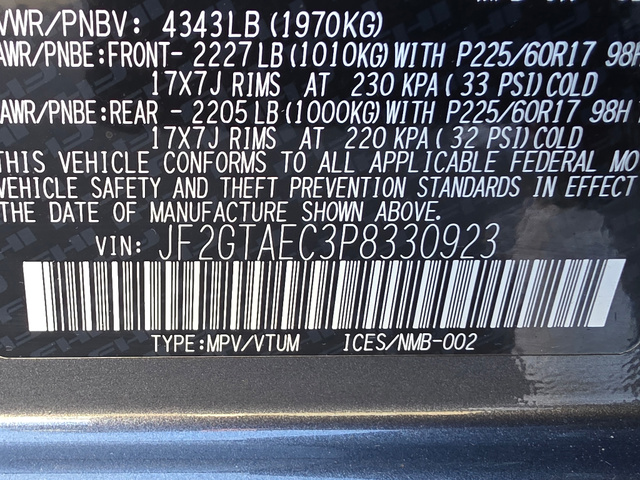 VWR/PNBV: 4343LB (1970KG)
AWR/PNBE:FRONT- 2227LB (1010KG) WITH P225/60R17 98H
17X7J RIMS AT 230 KPA( 33 PSI)COLD
AWR/PNBE:REAR - 2205LB (1000KG) WITH P225/60R17 98H
17X7J RIMS AT 220 KPA( 32 PSI)COLD
THIS VEHICLE CONFORMS TO ALL APPLICABLE FEDERAL MO
VEHICLE SAFETY AND THEFT PREVENTION STANDARDS IN EFFECT
THE DATE OF MANUFACTURE SHOWN ABOVE.
VIN: JF2GTAEC3P8330923
TYPE:MPV/VTUM ICES/NMB-002